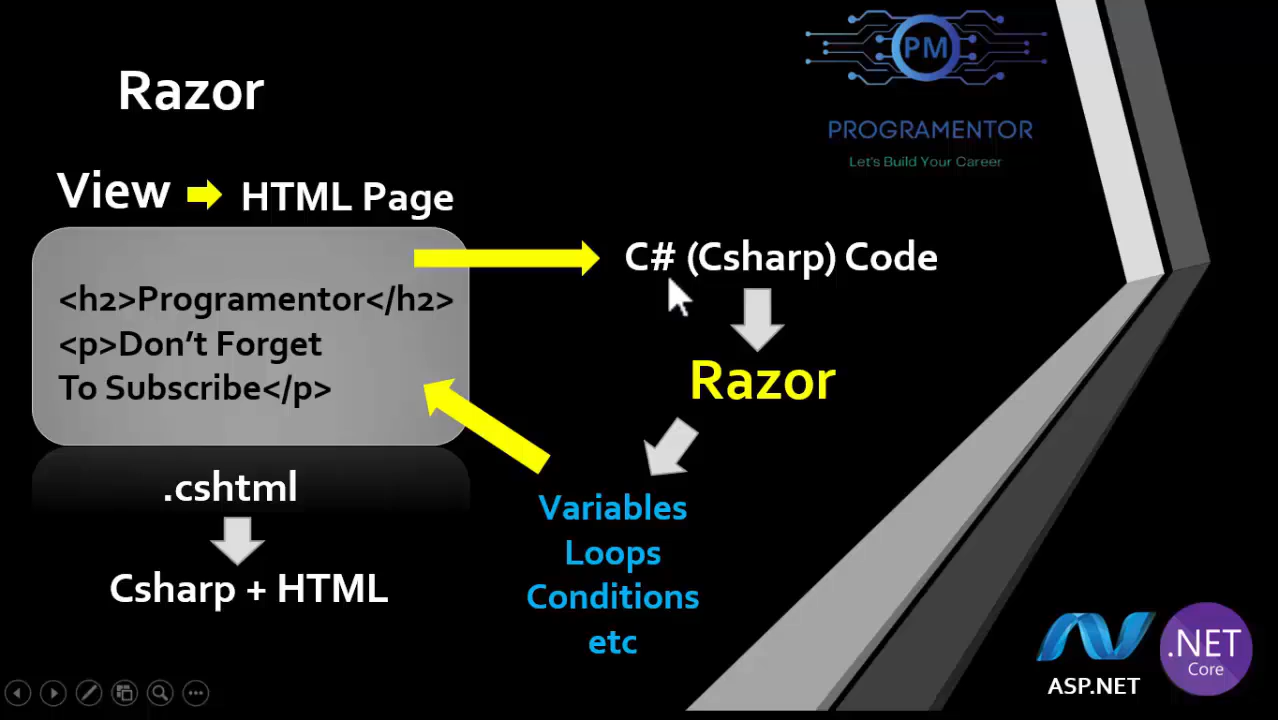 PM
PROGRAMENTOR
Let's Build Your Career
Razor
View
HTML Page
C# (Csharp) Code
<h2>Programentor</h2>
<p>Don't Forget
To Subscribe</p>
Razor
.cshtml
Csharp + HTML
Variables
Loops
Conditions
etc
ASP.NET
.NET
Core